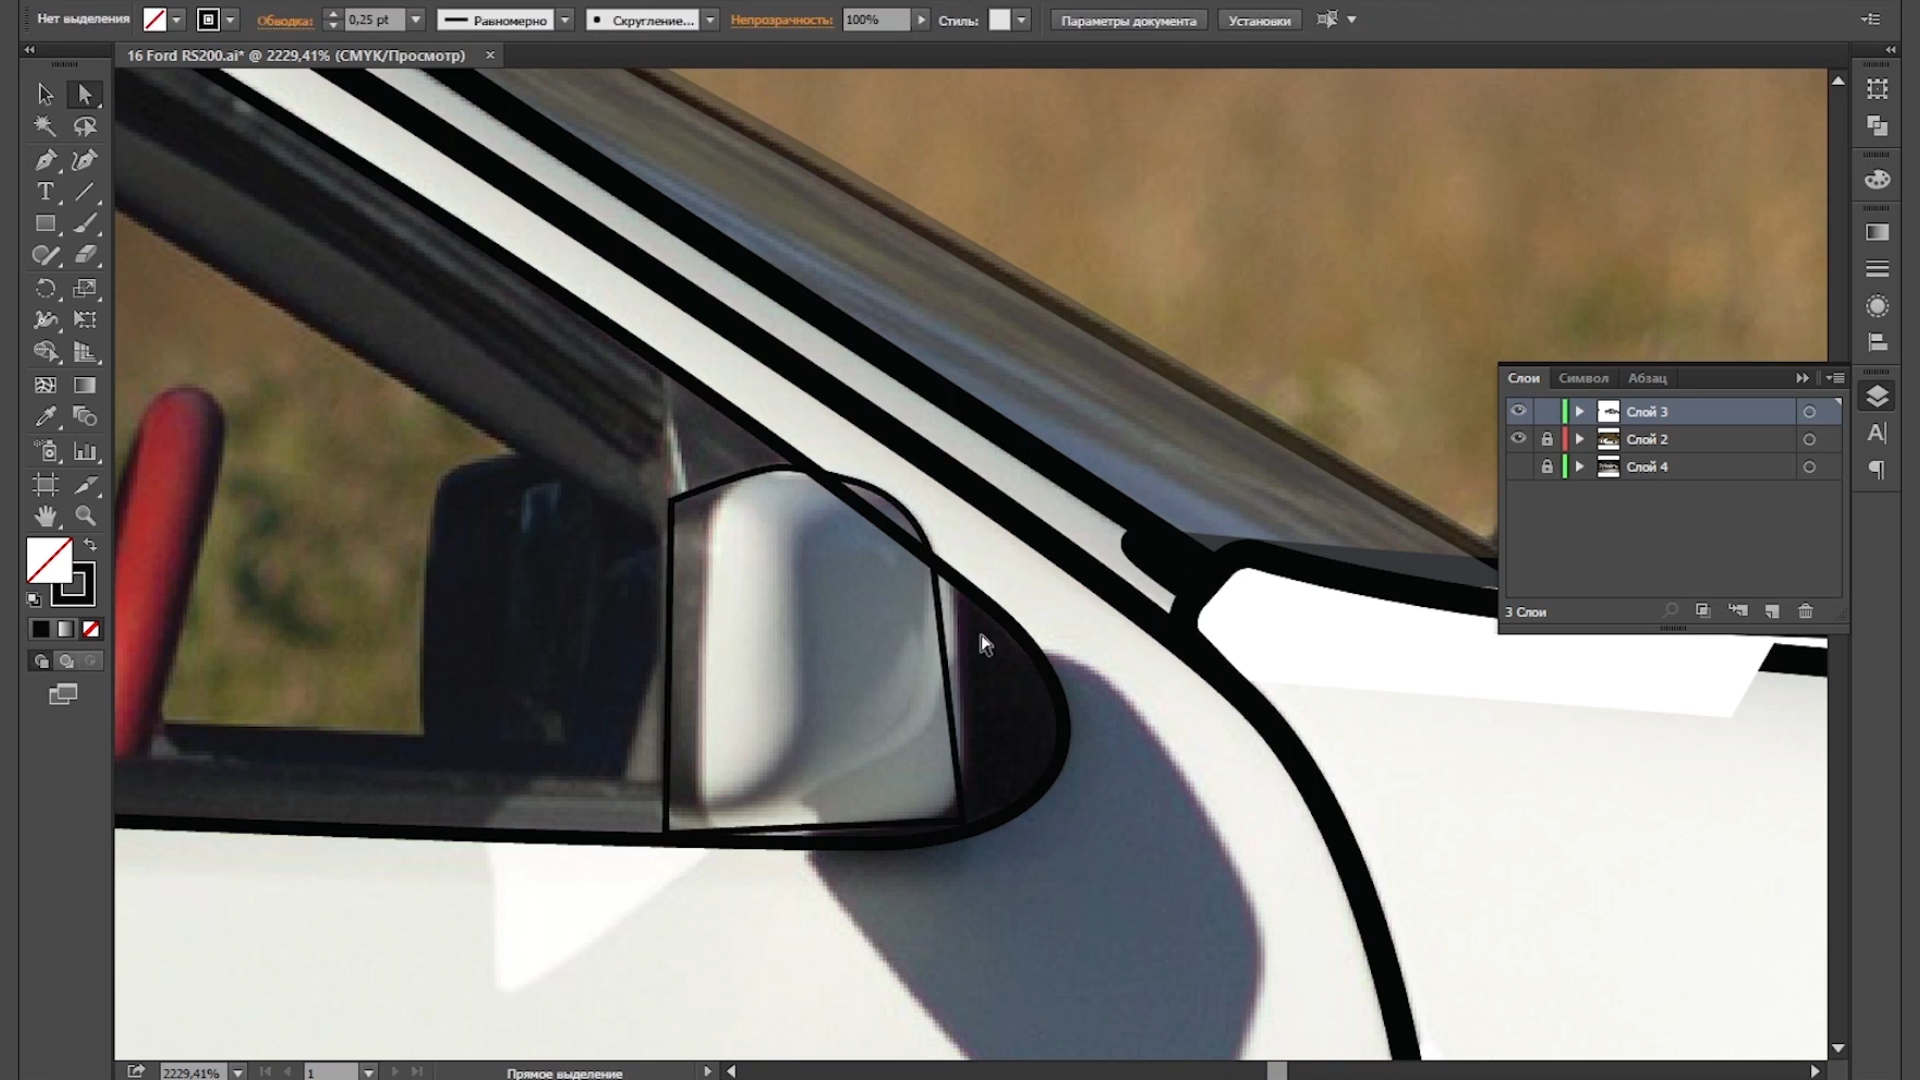 Нет выделения Обводка: 0,25 pt Равномерно Скругление... Непрозрачность: 100% Стиль: Параметры документа Установки
16 Ford RS200.ai* @ 2229,41% (CMYK/Просмотр) ×
Слои Символ Абзац
Слой 3
Слой 2
Слой 4
3 Слои
2229,41% 1 Прямое выделение